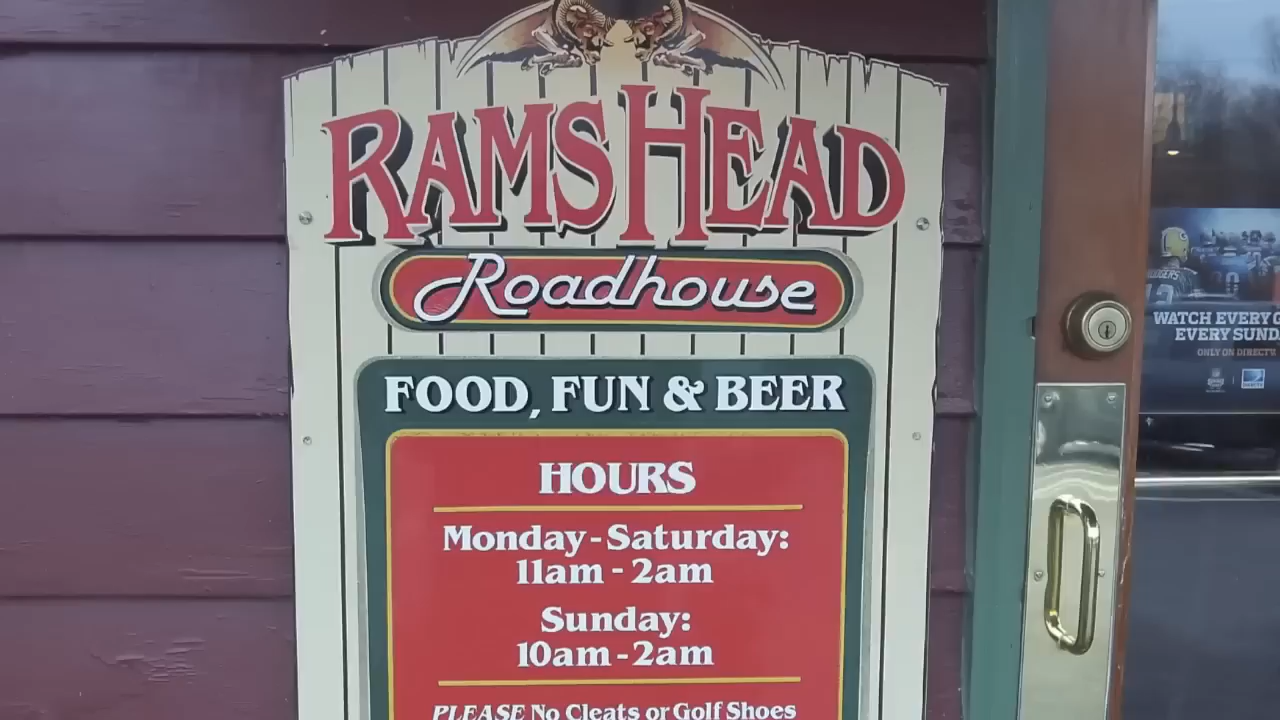 RAMS HEAD
Roadhouse
FOOD, FUN & BEER
HOURS
Monday-Saturday:
11am - 2am
Sunday:
10am-2am
PLEASE No Cleats or Golf Shoes
WATCH EVERY G
EVERY SUND
ONLY ON DIRECTV